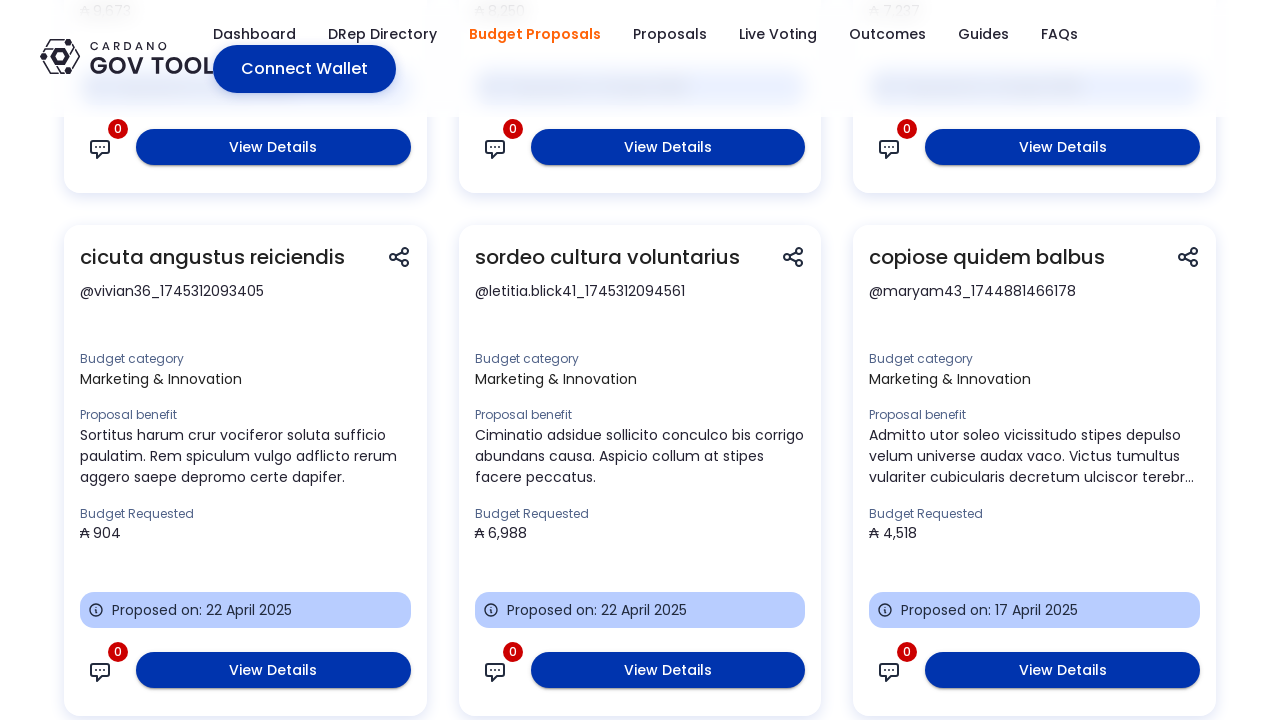 ₳ 9,673
₳ 8,350
₳ 7,237
CARDANO
GOV TOOL
Dashboard
DRep Directory
Budget Proposals
Proposals
Live Voting
Outcomes
Guides
FAQs
Connect Wallet
0
View Details
0
View Details
0
View Details
cicuta angustus reiciendis
@vivian36_1745312093405
Budget category
Marketing & Innovation
Proposal benefit
Sortitus harum crur vociferor soluta sufficio
paulatim. Rem spiculum vulgo adflicto rerum
aggero saepe depromo certe dapifer.
Budget Requested
₳ 904
Proposed on: 22 April 2025
0
View Details
sordeo cultura voluntarius
@letitia.blick41_1745312094561
Budget category
Marketing & Innovation
Proposal benefit
Ciminatio adsidue sollicito conculco bis corrigo
abundans causa. Aspicio collum at stipes
facere peccatus.
Budget Requested
₳ 6,988
Proposed on: 22 April 2025
0
View Details
copiose quidem balbus
@maryam43_1744881466178
Budget category
Marketing & Innovation
Proposal benefit
Admitto utor soleo vicissitudo stipes depulso
velum universe audax vaco. Victus tumultus
vulariter cubicularis decretum ulciscor terebr...
Budget Requested
₳ 4,518
Proposed on: 17 April 2025
0
View Details